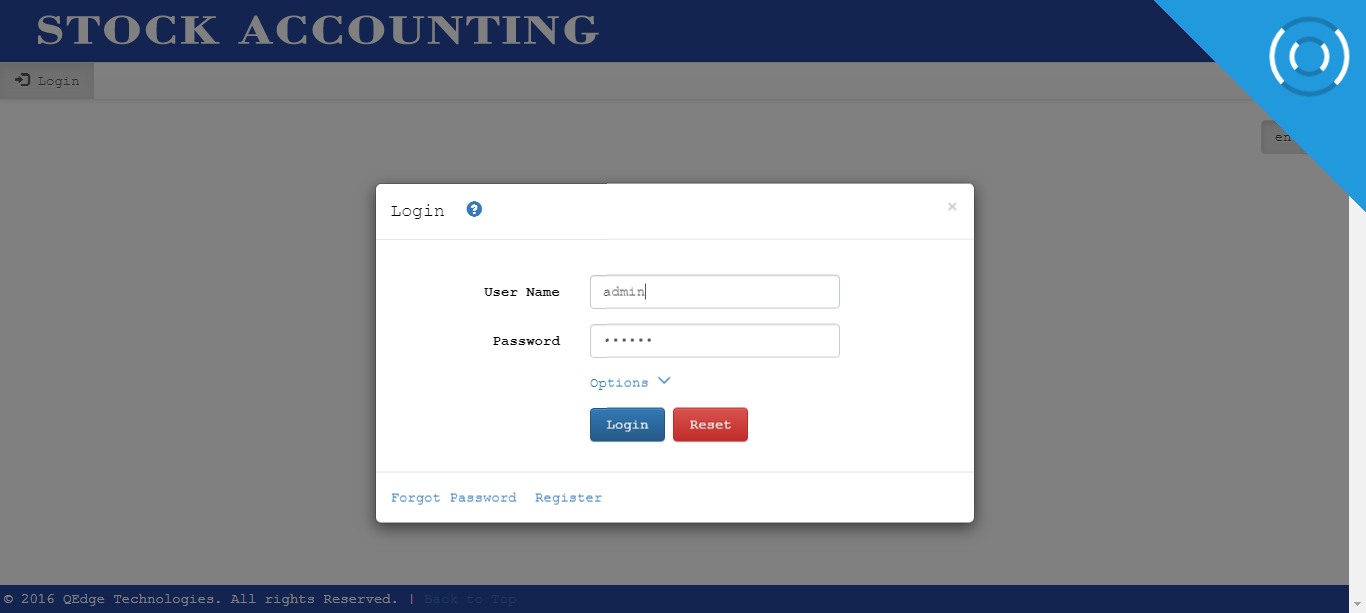 STOCK ACCOUNTING
Login
en
Login
×
User Name admin
Password ••••••
Options
Login Reset
Forgot Password Register
© 2016 QEdge Technologies. All rights Reserved. | Back to Top